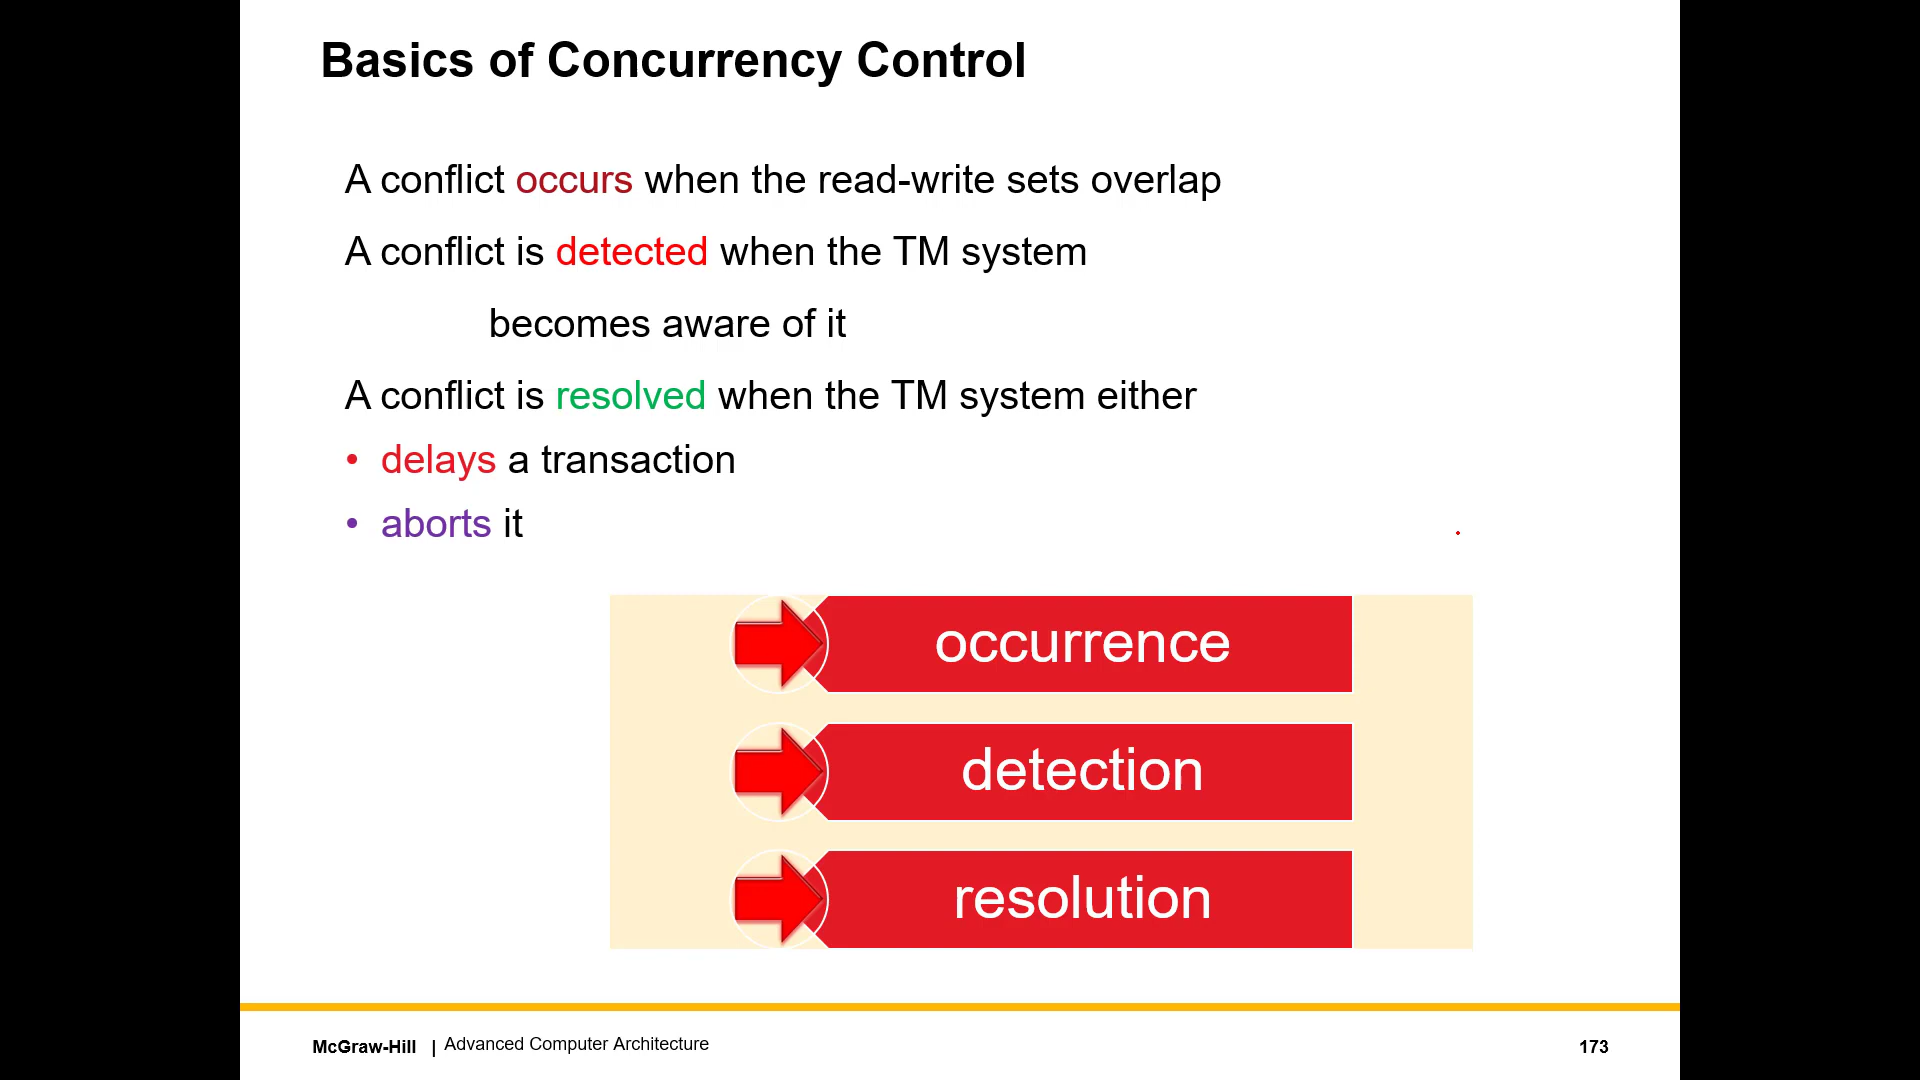 Basics of Concurrency Control
A conflict occurs when the read-write sets overlap
A conflict is detected when the TM system
becomes aware of it
A conflict is resolved when the TM system either
• delays a transaction
• aborts it
occurrence
detection
resolution
McGraw-Hill | Advanced Computer Architecture
173